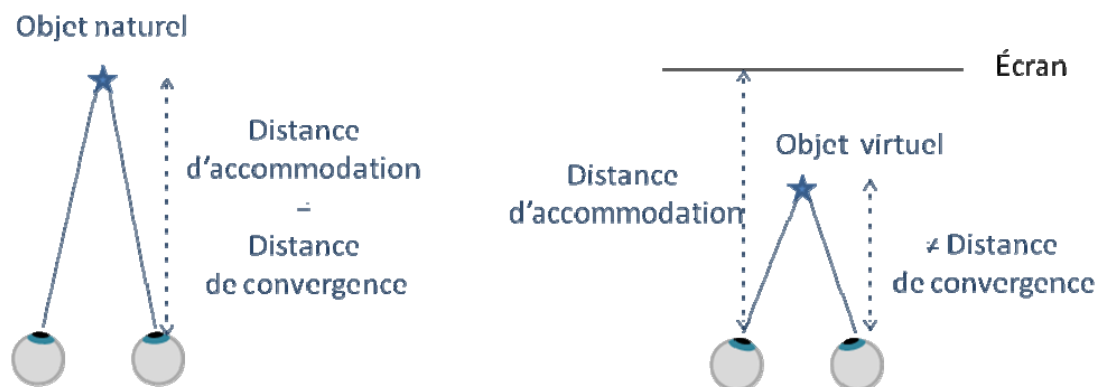 Objet naturel
Distance
d'accommodation
=
Distance
de convergence
Écran
Objet virtuel
Distance
d'accommodation
≠ Distance
de convergence